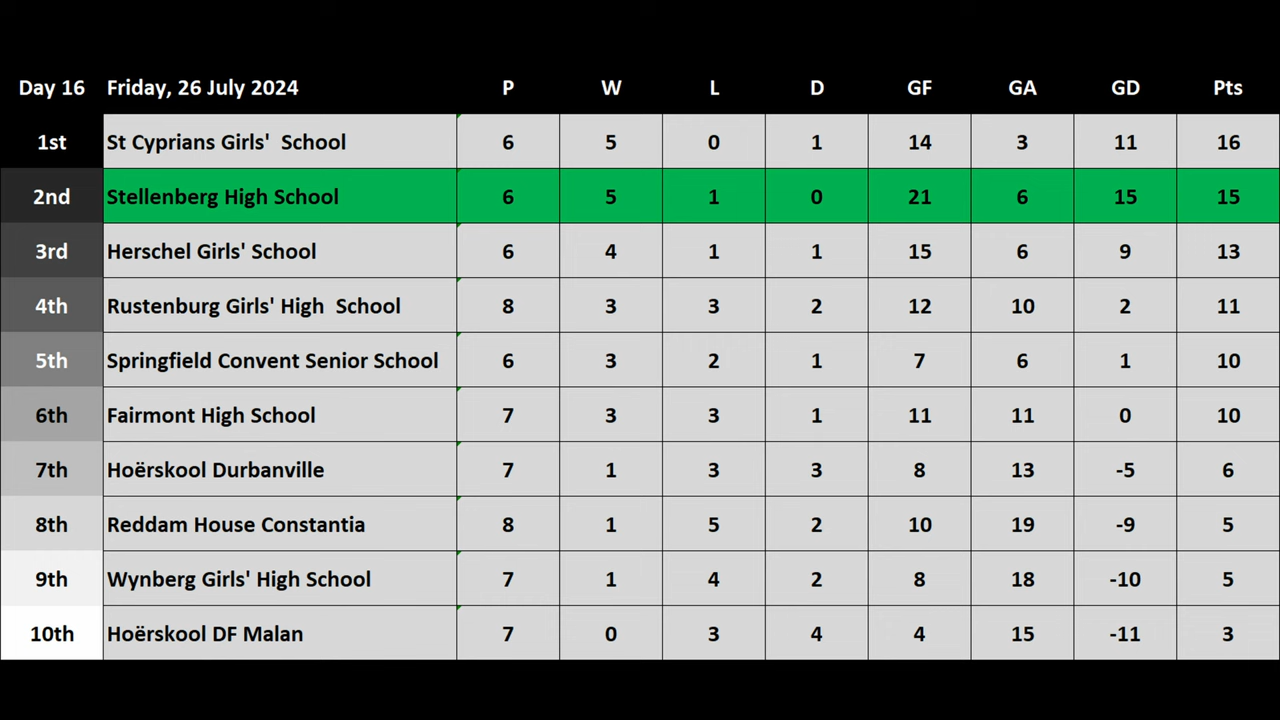 Day 16 Friday, 26 July 2024 P W L D GF GA GD Pts
1st St Cyprians Girls'  School 6 5 0 1 14 3 11 16
2nd Stellenberg High School 6 5 1 0 21 6 15 15
3rd Herschel Girls' School 6 4 1 1 15 6 9 13
4th Rustenburg Girls' High  School 8 3 3 2 12 10 2 11
5th Springfield Convent Senior School 6 3 2 1 7 6 1 10
6th Fairmont High School 7 3 3 1 11 11 0 10
7th Hoërskool Durbanville 7 1 3 3 8 13 -5 6
8th Reddam House Constantia 8 1 5 2 10 19 -9 5
9th Wynberg Girls' High School 7 1 4 2 8 18 -10 5
10th Hoërskool DF Malan 7 0 3 4 4 15 -11 3